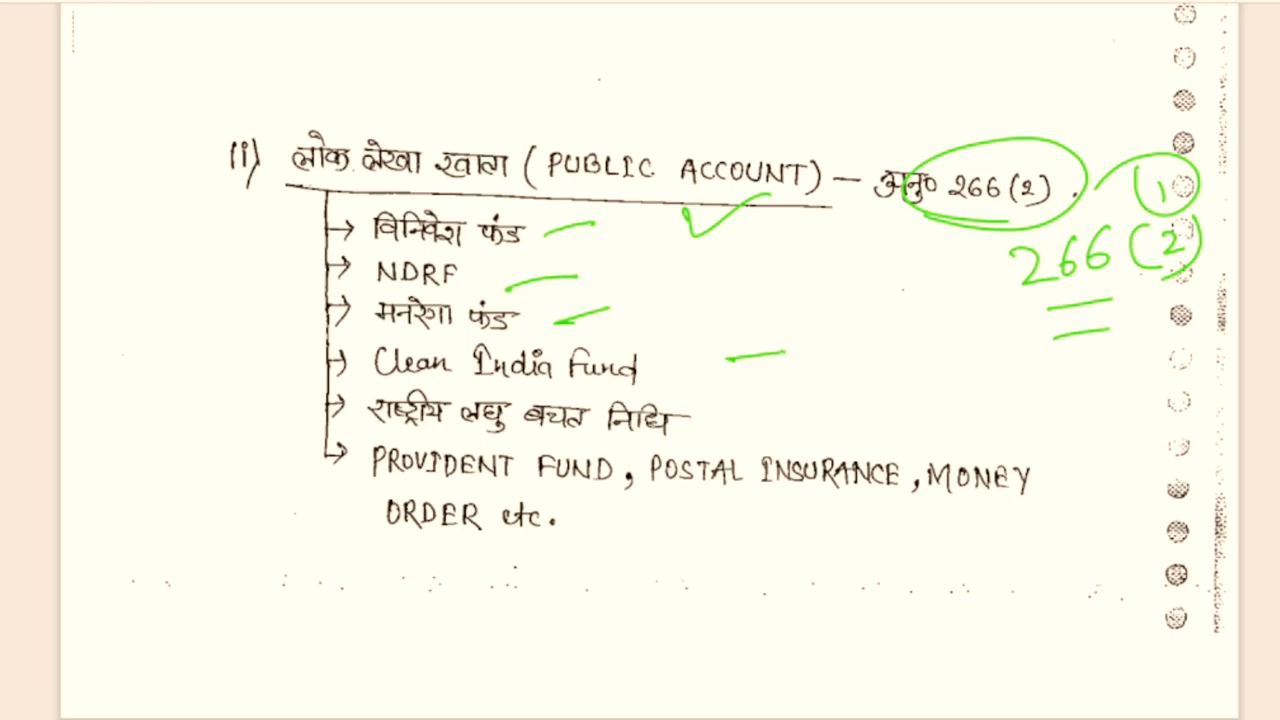 (ii) लोक लेखा खाता (PUBLIC ACCOUNT) — अनु० 266(2).
(1)
266 (2)
→ विनिवेश फंड
→ NDRF
→ मनरेगा फंड
→ Clean India Fund
→ राष्ट्रीय लघु बचत निधि
→ PROVIDENT FUND, POSTAL INSURANCE, MONEY
ORDER etc.